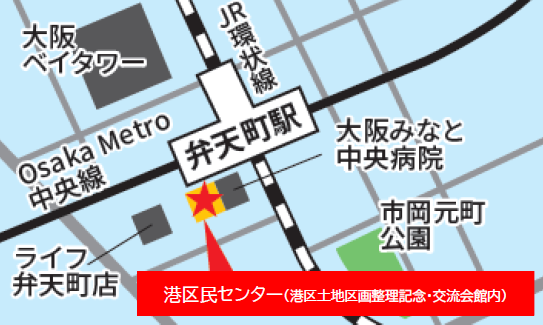 大阪
ベイタワー
JR環状線
Osaka Metro
中央線
弁天町駅
大阪みなと
中央病院
市岡元町
公園
ライフ
弁天町店
港区民センター(港区土地区画整理記念・交流会館内)